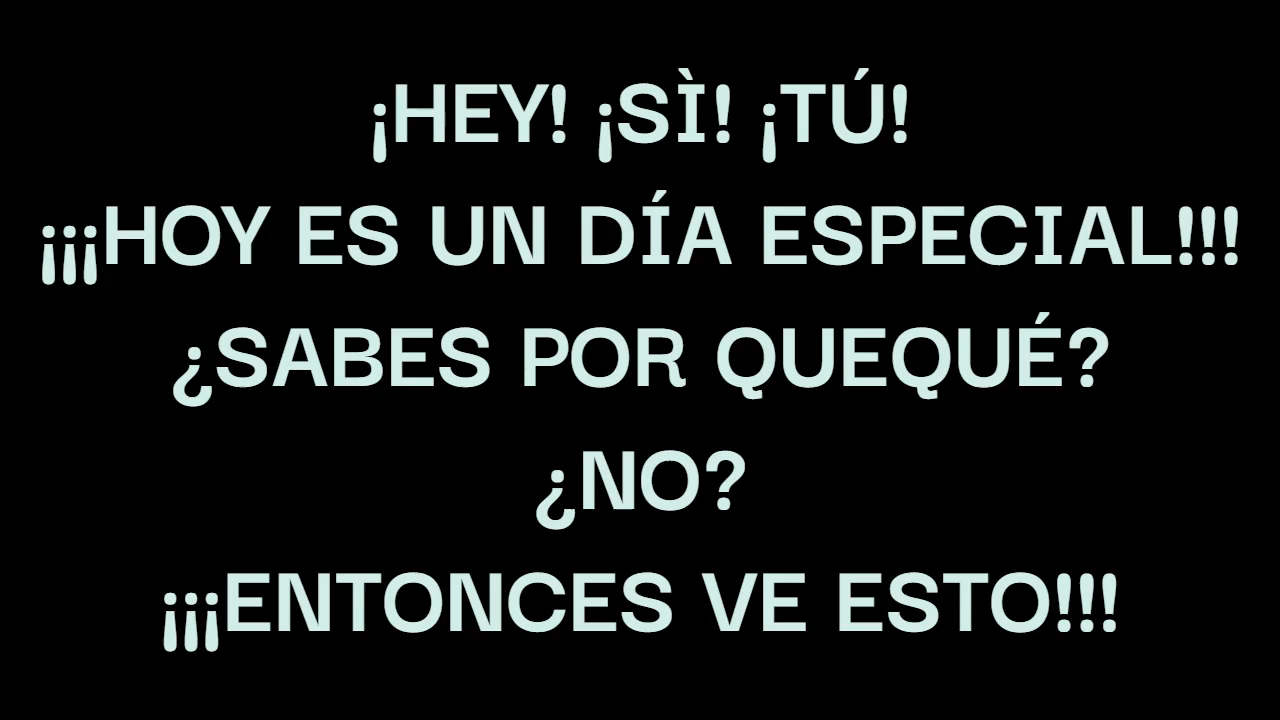 ¡HEY! ¡SÌ! ¡TÚ!
¡¡¡HOY ES UN DÍA ESPECIAL!!!
¿SABES POR QUEQUÉ?
¿NO?
¡¡¡ENTONCES VE ESTO!!!